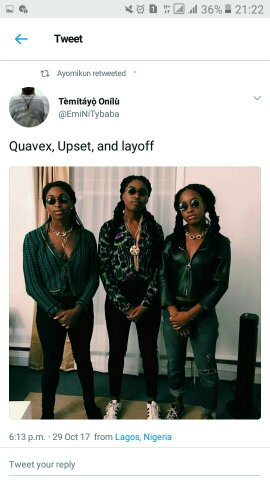 36% 21:22
Tweet
Ayomikun retweeted
Tèmítáyọ̀ Onílù
@EmiNiTybaba
Quavex, Upset, and layoff
6:13 p.m. · 29 Oct 17 from Lagos, Nigeria
Tweet your reply